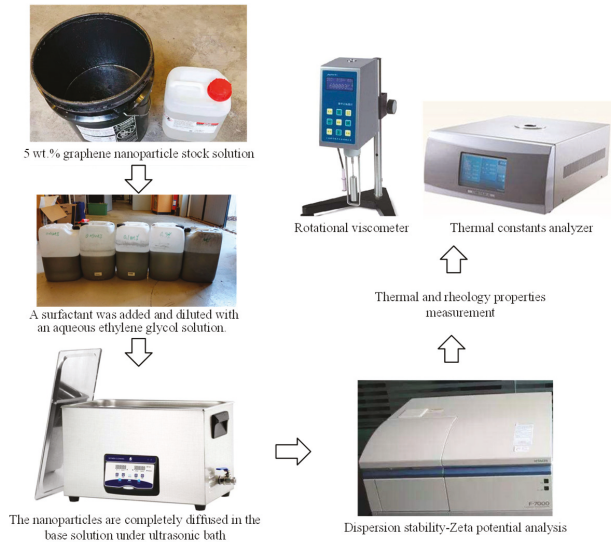 5 wt.% graphene nanoparticle stock solution
A surfactant was added and diluted with
an aqueous ethylene glycol solution.
The nanoparticles are completely diffused in the
base solution under ultrasonic bath
Rotational viscometer
Thermal constants analyzer
Thermal and rheology properties
measurement
F-7000
Dispersion stability-Zeta potential analysis